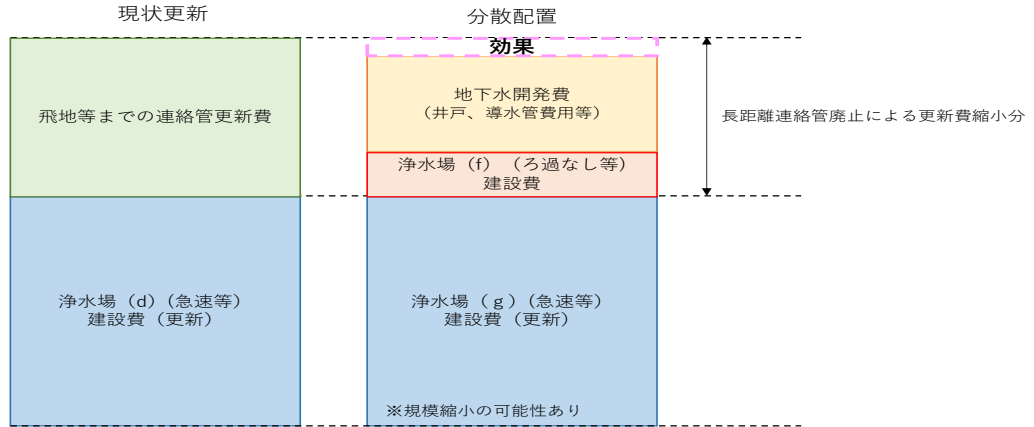 現状更新
分散配置
効果
飛地等までの連絡管更新費
地下水開発費
（井戸、導水管費用等）
長距離連絡管廃止による更新費縮小分
浄水場（f）（ろ過なし等）
建設費
浄水場（d）（急速等）
建設費（更新）
浄水場（ｇ）（急速等）
建設費（更新）
※規模縮小の可能性あり